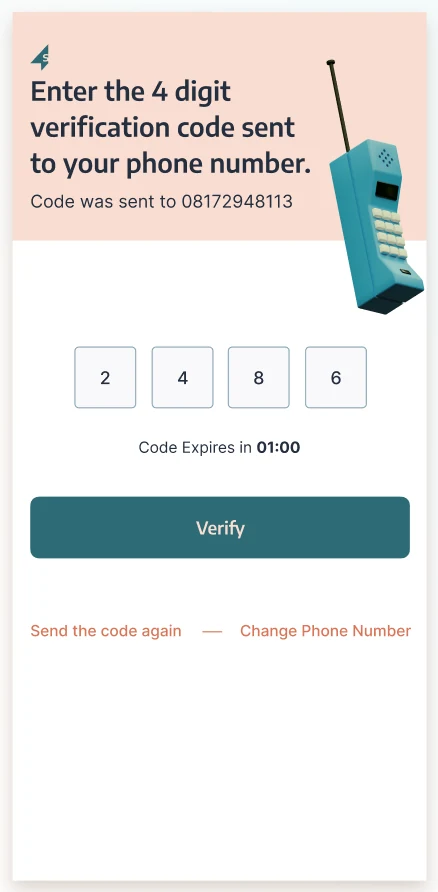 S
Enter the 4 digit
verification code sent
to your phone number.
Code was sent to 08172948113
2 4 8 6
Code Expires in 01:00
Verify
Send the code again — Change Phone Number